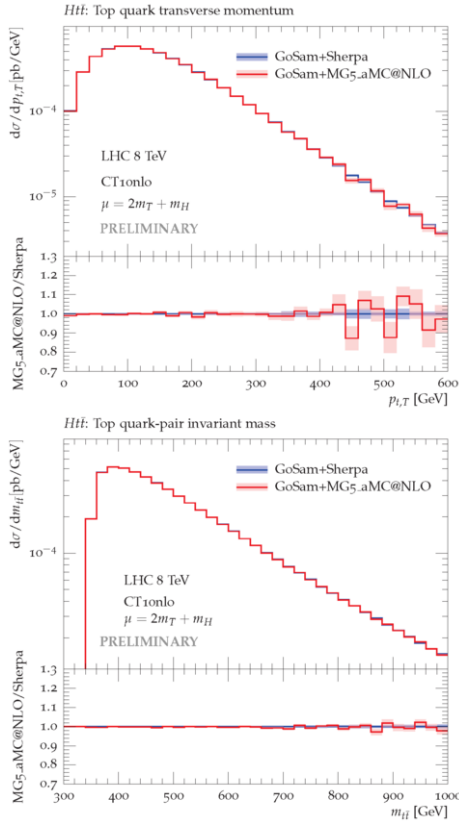 Htt̄: Top quark transverse momentum
dσ/dp_{t,T}[pb/GeV]
GoSam+Sherpa
GoSam+MG5_aMC@NLO
10⁻⁴
LHC 8 TeV
CT10nlo
μ = 2m_T + m_H
10⁻⁵
PRELIMINARY
MG5_aMC@NLO/Sherpa
1.3
1.2
1.1
1.0
0.9
0.8
0.7
0 100 200 300 400 500 600
p_{t,T} [GeV]
Htt̄: Top quark-pair invariant mass
dσ/dm_{tt̄}[pb/GeV]
GoSam+Sherpa
GoSam+MG5_aMC@NLO
10⁻⁴
LHC 8 TeV
CT10nlo
μ = 2m_T + m_H
PRELIMINARY
MG5_aMC@NLO/Sherpa
1.3
1.2
1.1
1.0
0.9
0.8
0.7
300 400 500 600 700 800 900 1000
m_{tt̄} [GeV]